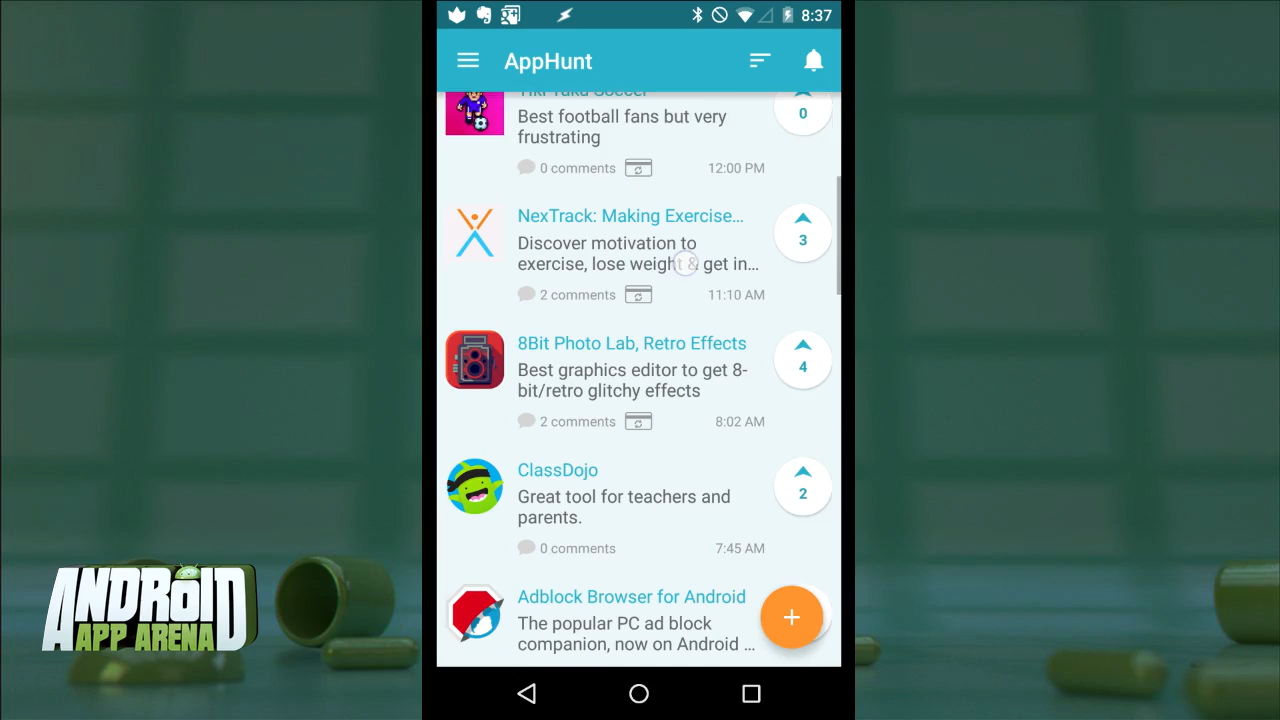 8:37
AppHunt
Tiki Taka Soccer
0
Best football fans but very
frustrating
0 comments
12:00 PM
NexTrack: Making Exercise...
3
Discover motivation to
exercise, lose weight & get in...
2 comments
11:10 AM
8Bit Photo Lab, Retro Effects
4
Best graphics editor to get 8-
bit/retro glitchy effects
2 comments
8:02 AM
ClassDojo
2
Great tool for teachers and
parents.
0 comments
7:45 AM
Adblock Browser for Android
The popular PC ad block
companion, now on Android ...
+
ANDROID
APP ARENA